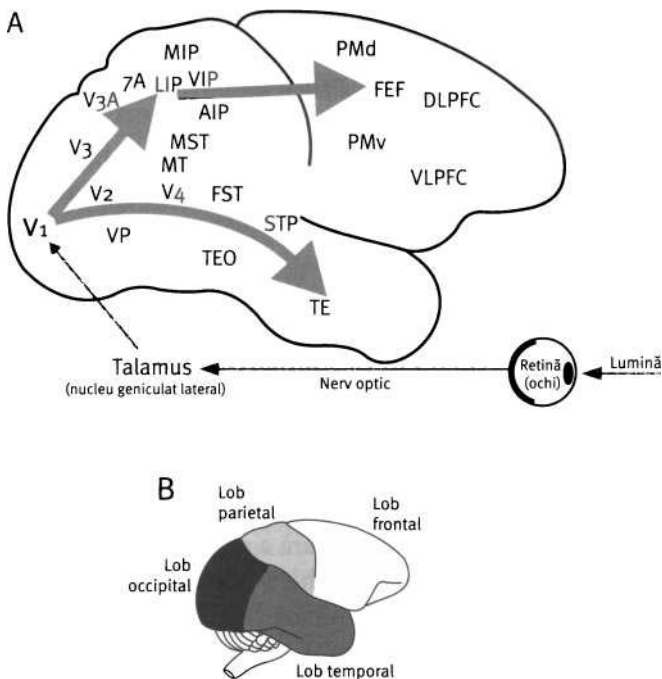 A
MIP
PMd
7A
LIP
VIP
FEF
V3A
AIP
DLPFC
V3
MST
PMv
MT
VLPFC
V2
V4
FST
V1
VP
STP
TEO
TE
Talamus
(nucleu geniculat lateral)
Nerv optic
Retină
(ochi)
Lumină
B
Lob
parietal
Lob
frontal
Lob
occipital
Lob temporal